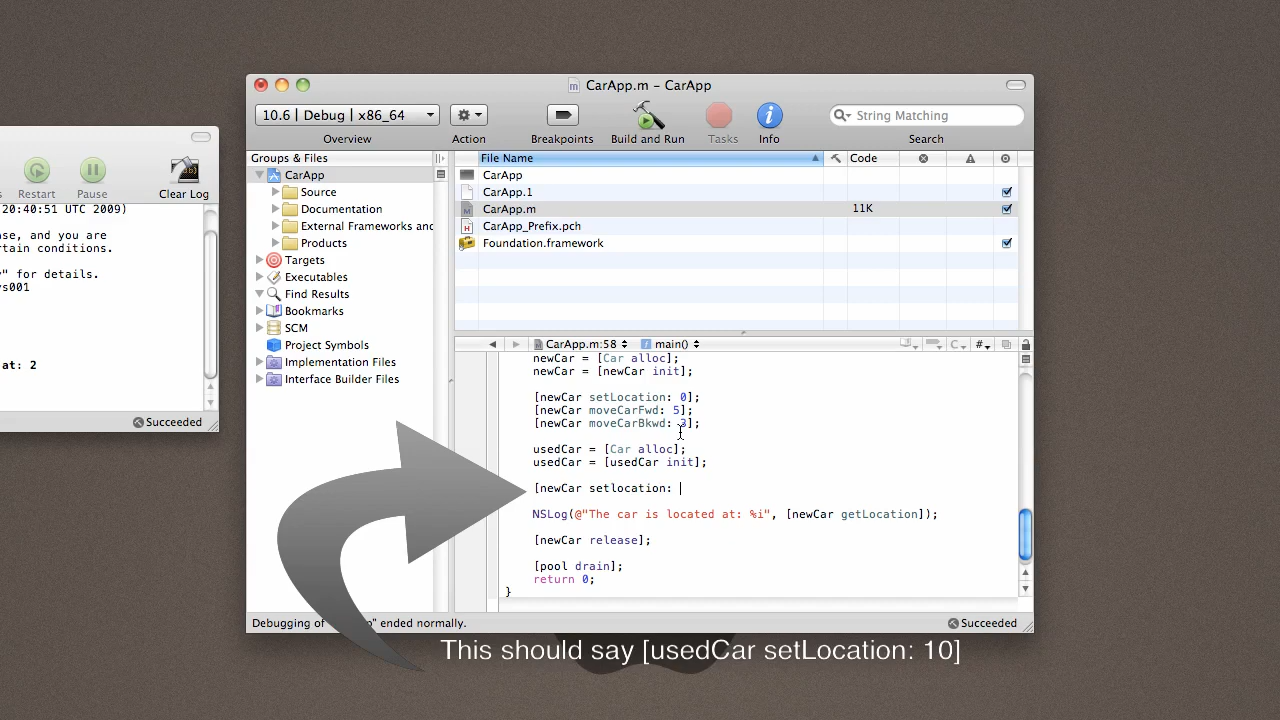 CarApp.m – CarApp
10.6 | Debug | x86_64
String Matching
Overview
Action
Breakpoints
Build and Run
Tasks
Info
Search
Restart
Pause
Clear Log
20:40:51 UTC 2009)
se, and you are
rtain conditions.
y" for details.
ys001
at: 2
Succeeded
Groups & Files
CarApp
Source
Documentation
External Frameworks and
Products
Targets
Executables
Find Results
Bookmarks
SCM
Project Symbols
Implementation Files
Interface Builder Files
File Name
Code
CarApp
CarApp.1
CarApp.m
11K
CarApp_Prefix.pch
Foundation.framework
CarApp.m:58
main()
newCar = [Car alloc];
newCar = [newCar init];
[newCar setLocation: 0];
[newCar moveCarFwd: 5];
[newCar moveCarBkwd: 3];
usedCar = [Car alloc];
usedCar = [usedCar init];
[newCar setlocation:
NSLog(@"The car is located at: %i", [newCar getLocation]);
[newCar release];
[pool drain];
return 0;
}
Debugging of
" ended normally.
Succeeded
This should say [usedCar setLocation: 10]